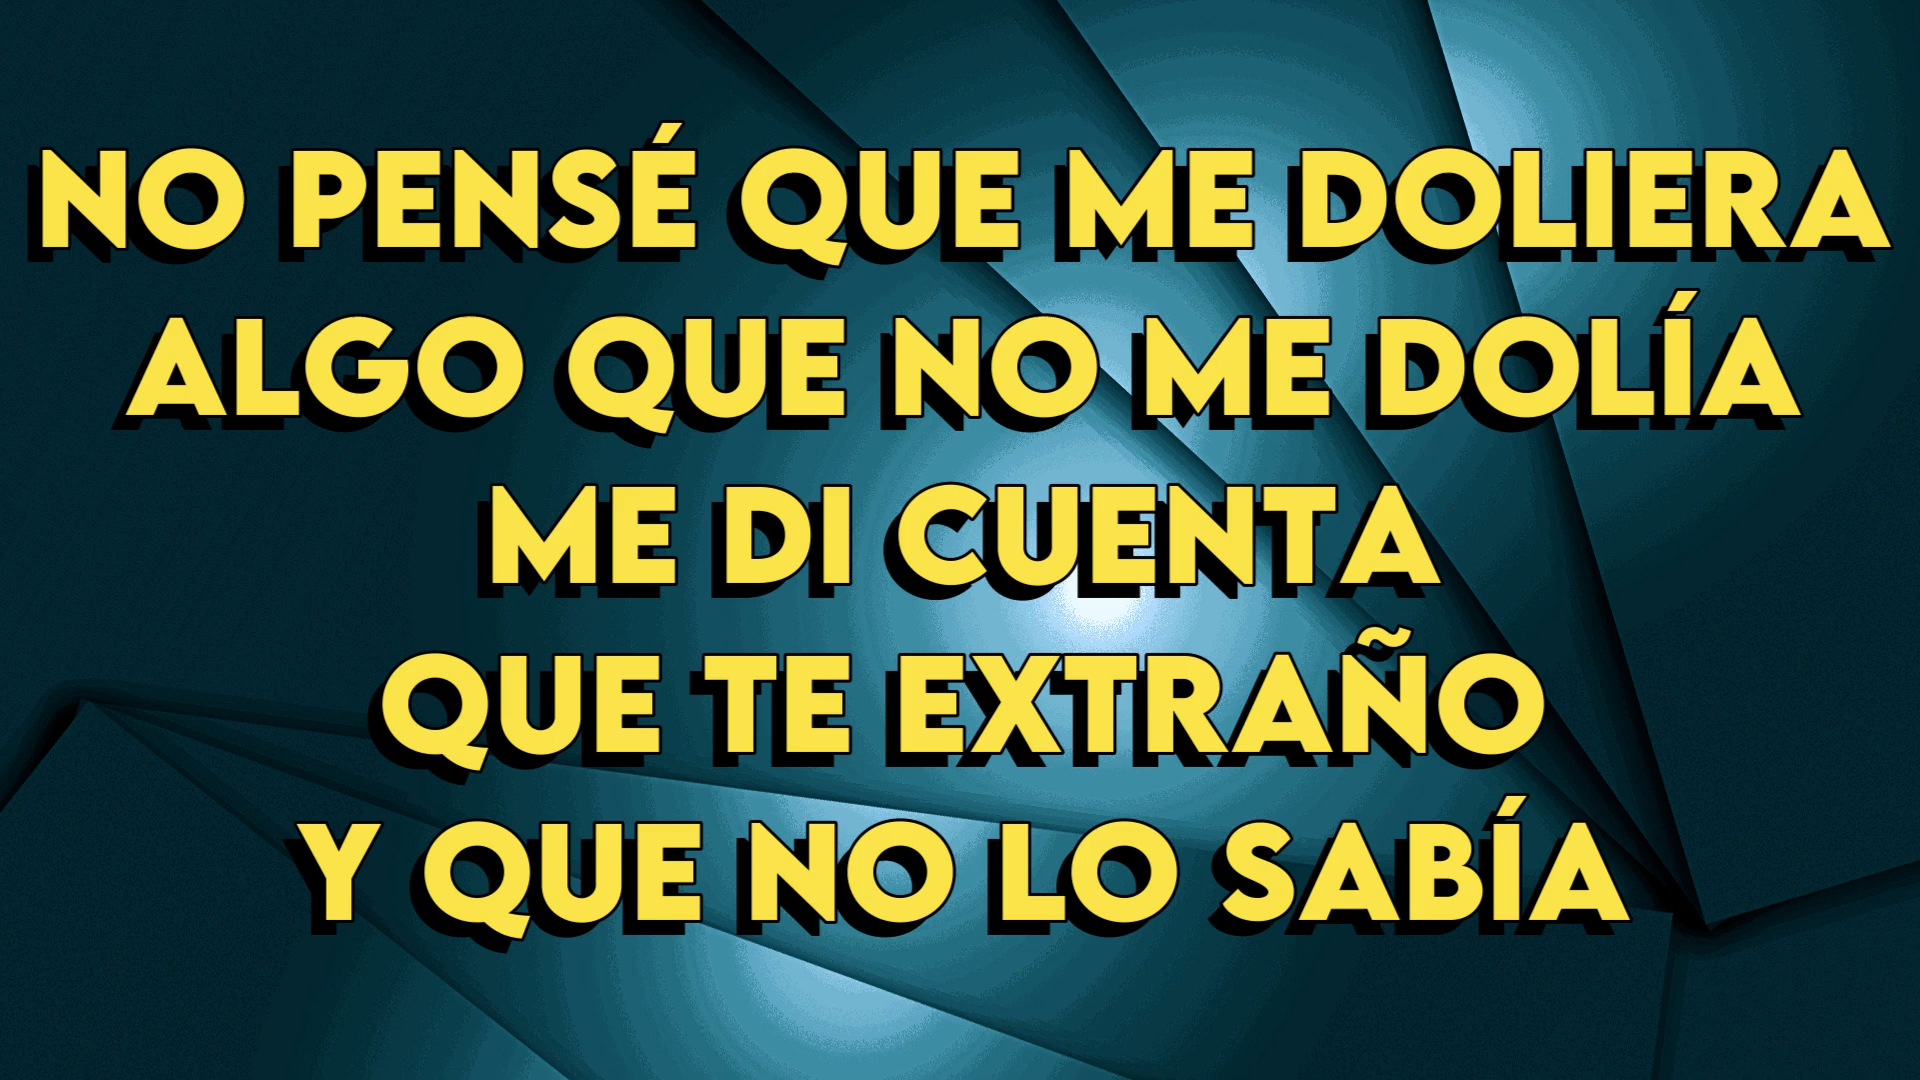 NO PENSÉ QUE ME DOLIERA
ALGO QUE NO ME DOLÍA
ME DI CUENTA
QUE TE EXTRAÑO
Y QUE NO LO SABÍA